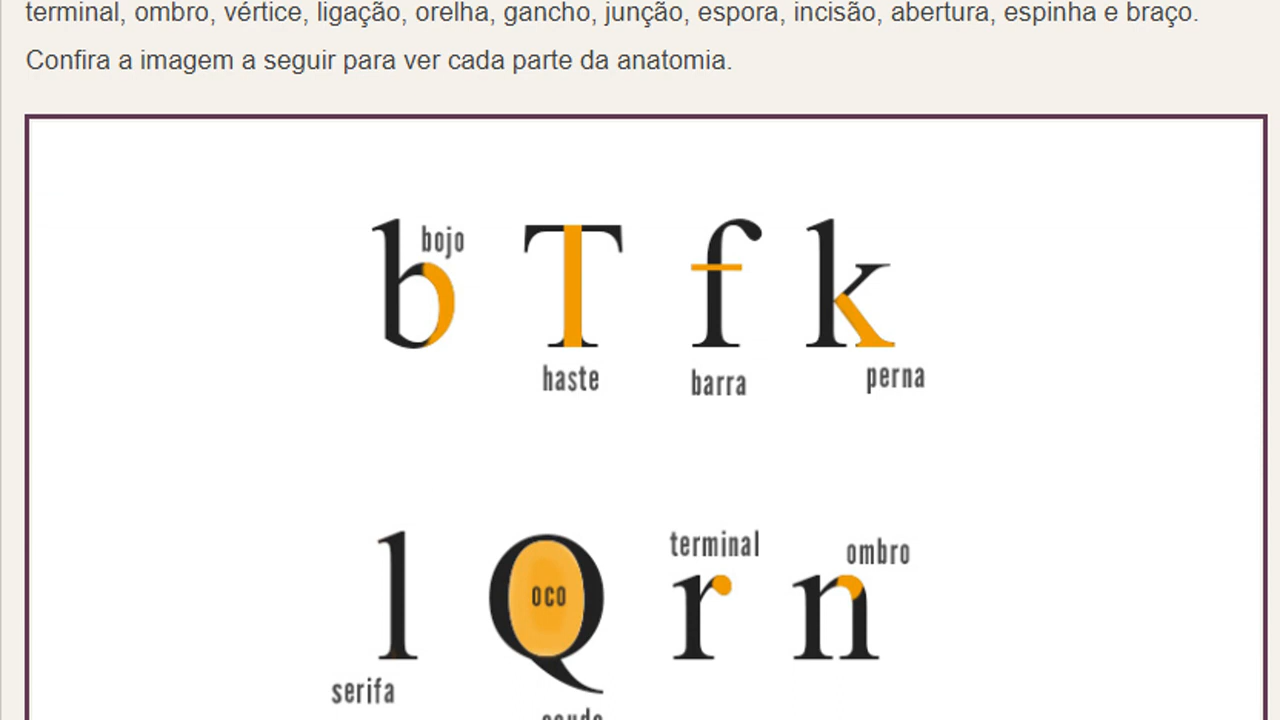 terminal, ombro, vértice, ligação, orelha, gancho, junção, espora, incisão, abertura, espinha e braço.
Confira a imagem a seguir para ver cada parte da anatomia.
b T f k
bojo
haste
barra
perna
l Q r n
terminal
ombro
oco
serifa